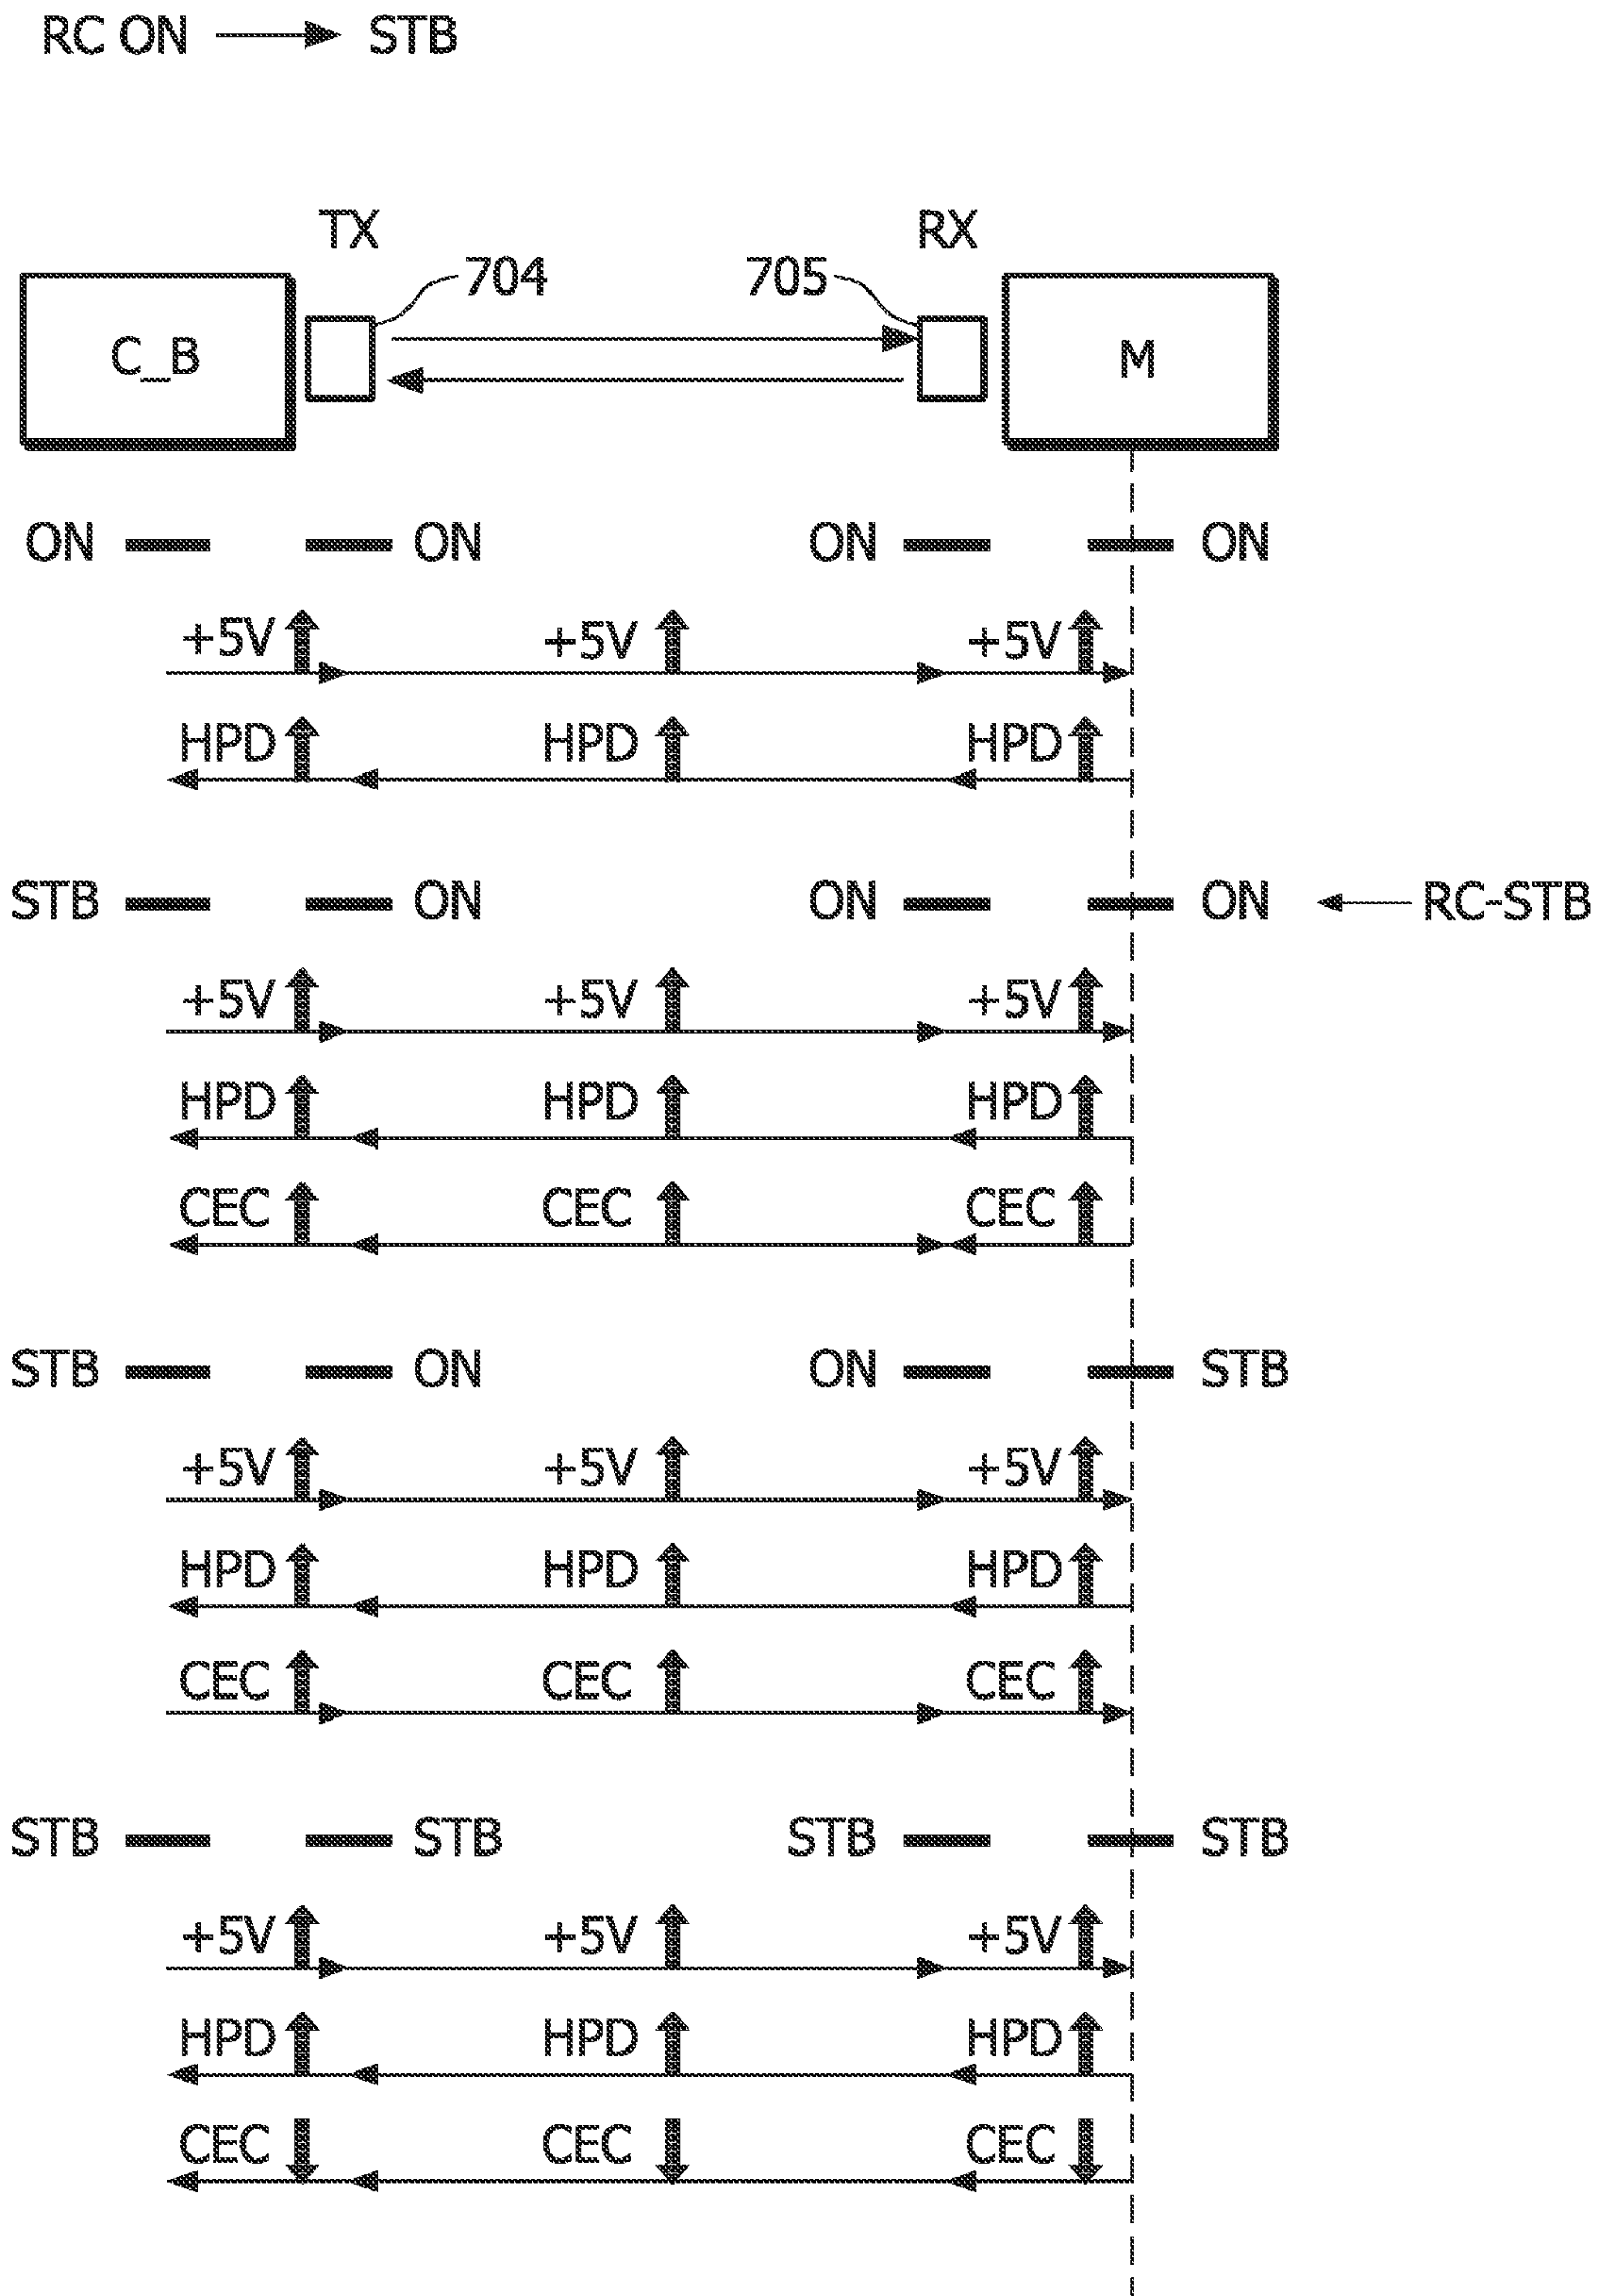 RC ON STB
TX RX
704 705
C_B M
ON ON ON ON
+5V +5V +5V
HPD HPD HPD
STB ON ON ON RC-STB
+5V +5V +5V
HPD HPD HPD
CEC CEC CEC
STB ON ON STB
+5V +5V +5V
HPD HPD HPD
CEC CEC CEC
STB STB STB STB
+5V +5V +5V
HPD HPD HPD
CEC CEC CEC